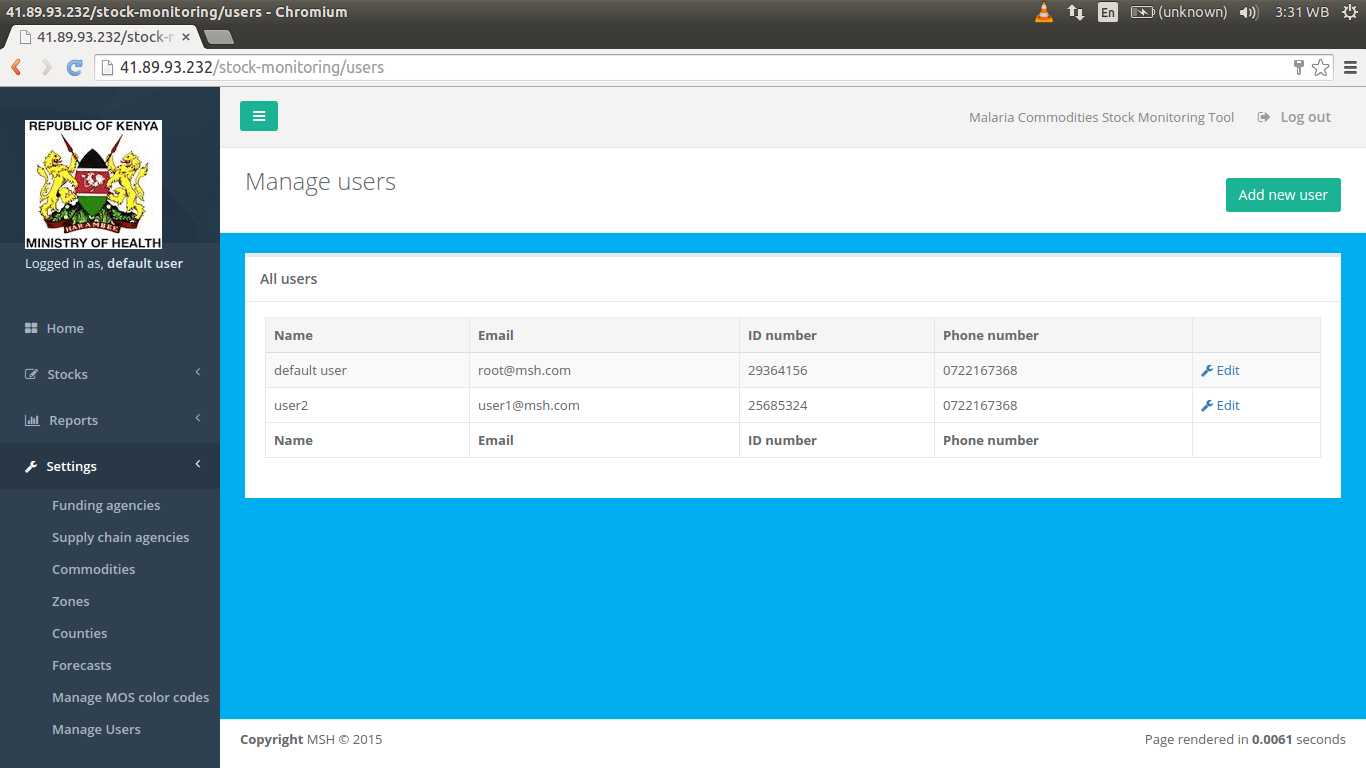 41.89.93.232/stock-monitoring/users - Chromium
En (unknown) 3:31 WB
41.89.93.232/stock-r
41.89.93.232/stock-monitoring/users
REPUBLIC OF KENYA
HARAMBEE
MINISTRY OF HEALTH
Logged in as, default user
Home
Stocks
Reports
Settings
Funding agencies
Supply chain agencies
Commodities
Zones
Counties
Forecasts
Manage MOS color codes
Manage Users
Malaria Commodities Stock Monitoring Tool Log out
Manage users
Add new user
All users
Name Email ID number Phone number
default user root@msh.com 29364156 0722167368 Edit
user2 user1@msh.com 25685324 0722167368 Edit
Name Email ID number Phone number
Copyright MSH © 2015 Page rendered in 0.0061 seconds